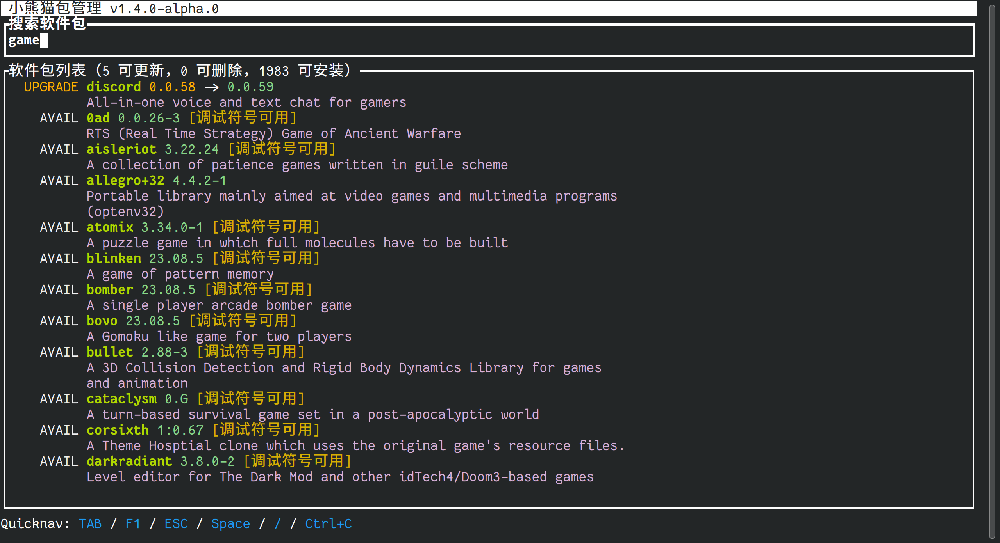 小熊猫包管理 v1.4.0-alpha.0
搜索软件包
game
软件包列表（5 可更新，0 可删除，1983 可安装）
UPGRADE discord 0.0.58 -> 0.0.59
All-in-one voice and text chat for gamers
AVAIL 0ad 0.0.26-3 [调试符号可用]
RTS (Real Time Strategy) Game of Ancient Warfare
AVAIL aisleriot 3.22.24 [调试符号可用]
A collection of patience games written in guile scheme
AVAIL allegro+32 4.4.2-1
Portable library mainly aimed at video games and multimedia programs
(optenv32)
AVAIL atomix 3.34.0-1 [调试符号可用]
A puzzle game in which full molecules have to be built
AVAIL blinken 23.08.5 [调试符号可用]
A game of pattern memory
AVAIL bomber 23.08.5 [调试符号可用]
A single player arcade bomber game
AVAIL bovo 23.08.5 [调试符号可用]
A Gomoku like game for two players
AVAIL bullet 2.88-3 [调试符号可用]
A 3D Collision Detection and Rigid Body Dynamics Library for games
and animation
AVAIL cataclysm 0.G [调试符号可用]
A turn-based survival game set in a post-apocalyptic world
AVAIL corsixth 1:0.67 [调试符号可用]
A Theme Hosptial clone which uses the original game's resource files.
AVAIL darkradiant 3.8.0-2 [调试符号可用]
Level editor for The Dark Mod and other idTech4/Doom3-based games
Quicknav: TAB / F1 / ESC / Space / / / Ctrl+C